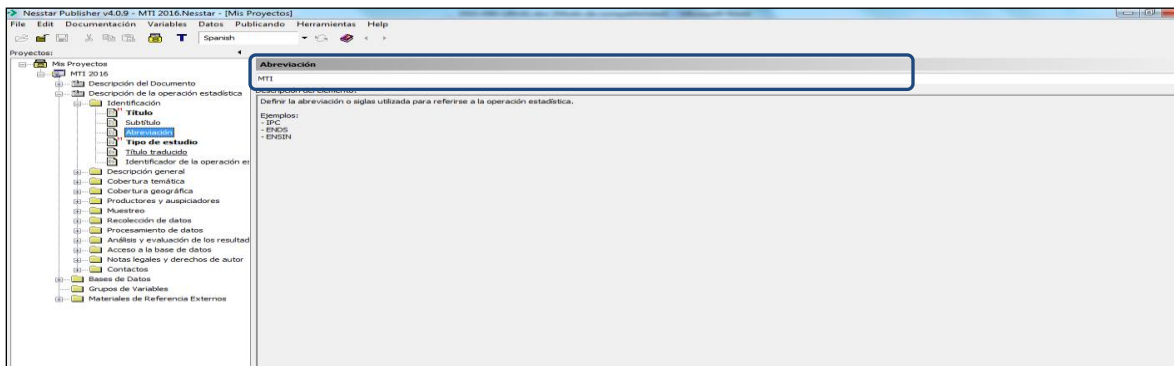 Nesstar Publisher v4.0.9 - MTI 2016.Nesstar - [Mis Proyectos]
File Edit Documentación Variables Datos Publicando Herramientas Help
Spanish
Proyectos:
Mis Proyectos
MTI 2016
Descripción del Documento
Descripción de la operación estadística
Identificación
Título
Subtítulo
Abreviación
Tipo de estudio
Título traducido
Identificador de la operación es
Descripción general
Cobertura temática
Cobertura geográfica
Productores y auspiciadores
Muestreo
Recolección de datos
Procesamiento de datos
Análisis y evaluación de los resultad
Acceso a la base de datos
Notas legales y derechos de autor
Contactos
Bases de Datos
Grupos de Variables
Materiales de Referencia Externos
Abreviación
MTI
Descripción del elemento:
Definir la abreviación o siglas utilizada para referirse a la operación estadística.
Ejemplos:
- IPC
- ENDS
- ENSIN